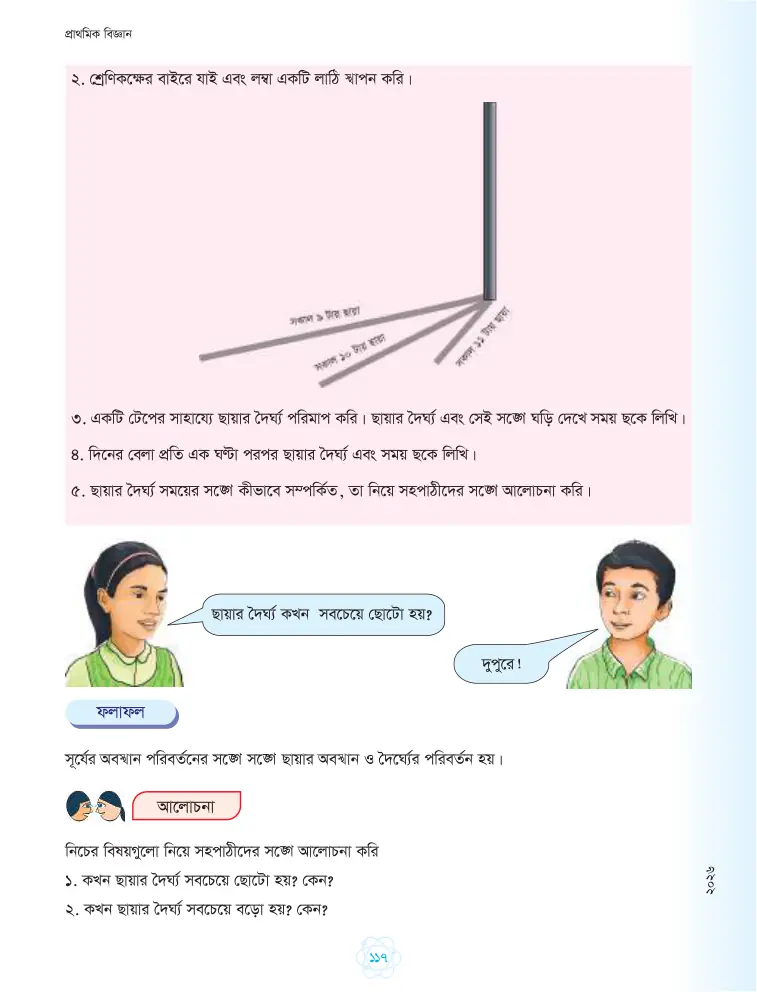 প্রাথমিক বিজ্ঞান
২. শ্রেণিকক্ষের বাইরে যাই এবং লম্বা একটি লাঠি স্থাপন করি।
সকাল ৯ টার ছায়া
সকাল ১০ টার ছায়া
সকাল ১১ টার ছায়া
৩. একটি টেপের সাহায্যে ছায়ার দৈর্ঘ্য পরিমাপ করি। ছায়ার দৈর্ঘ্য এবং সেই সঙ্গে ঘড়ি দেখে সময় ছকে লিখি।
৪. দিনের বেলা প্রতি এক ঘণ্টা পরপর ছায়ার দৈর্ঘ্য এবং সময় ছকে লিখি।
৫. ছায়ার দৈর্ঘ্য সময়ের সঙ্গে কীভাবে সম্পর্কিত, তা নিয়ে সহপাঠীদের সঙ্গে আলোচনা করি।
ছায়ার দৈর্ঘ্য কখন সবচেয়ে ছোটো হয়?
দুপুরে!
ফলাফল
সূর্যের অবস্থান পরিবর্তনের সঙ্গে সঙ্গে ছায়ার অবস্থান ও দৈর্ঘ্যের পরিবর্তন হয়।
আলোচনা
নিচের বিষয়গুলো নিয়ে সহপাঠীদের সঙ্গে আলোচনা করি
১. কখন ছায়ার দৈর্ঘ্য সবচেয়ে ছোটো হয়? কেন?
২. কখন ছায়ার দৈর্ঘ্য সবচেয়ে বড়ো হয়? কেন?
২০২৬
১১৭